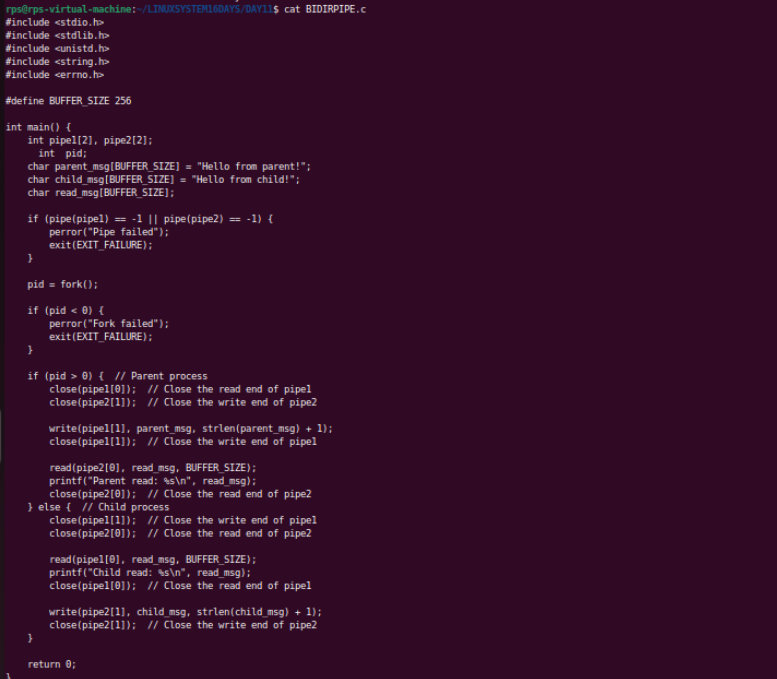 rps@rps-virtual-machine:~/LINUXSYSTEM16DAYS/DAY11$ cat BIDIRPIPE.c
#include <stdio.h>
#include <stdlib.h>
#include <unistd.h>
#include <string.h>
#include <errno.h>

#define BUFFER_SIZE 256

int main() {
    int pipe1[2], pipe2[2];
      int  pid;
    char parent_msg[BUFFER_SIZE] = "Hello from parent!";
    char child_msg[BUFFER_SIZE] = "Hello from child!";
    char read_msg[BUFFER_SIZE];

    if (pipe(pipe1) == -1 || pipe(pipe2) == -1) {
        perror("Pipe failed");
        exit(EXIT_FAILURE);
    }

    pid = fork();

    if (pid < 0) {
        perror("Fork failed");
        exit(EXIT_FAILURE);
    }

    if (pid > 0) {  // Parent process
        close(pipe1[0]);  // Close the read end of pipe1
        close(pipe2[1]);  // Close the write end of pipe2

        write(pipe1[1], parent_msg, strlen(parent_msg) + 1);
        close(pipe1[1]);  // Close the write end of pipe1

        read(pipe2[0], read_msg, BUFFER_SIZE);
        printf("Parent read: %s\n", read_msg);
        close(pipe2[0]);  // Close the read end of pipe2
    } else {  // Child process
        close(pipe1[1]);  // Close the write end of pipe1
        close(pipe2[0]);  // Close the read end of pipe2

        read(pipe1[0], read_msg, BUFFER_SIZE);
        printf("Child read: %s\n", read_msg);
        close(pipe1[0]);  // Close the read end of pipe1

        write(pipe2[1], child_msg, strlen(child_msg) + 1);
        close(pipe2[1]);  // Close the write end of pipe2
    }

    return 0;
}